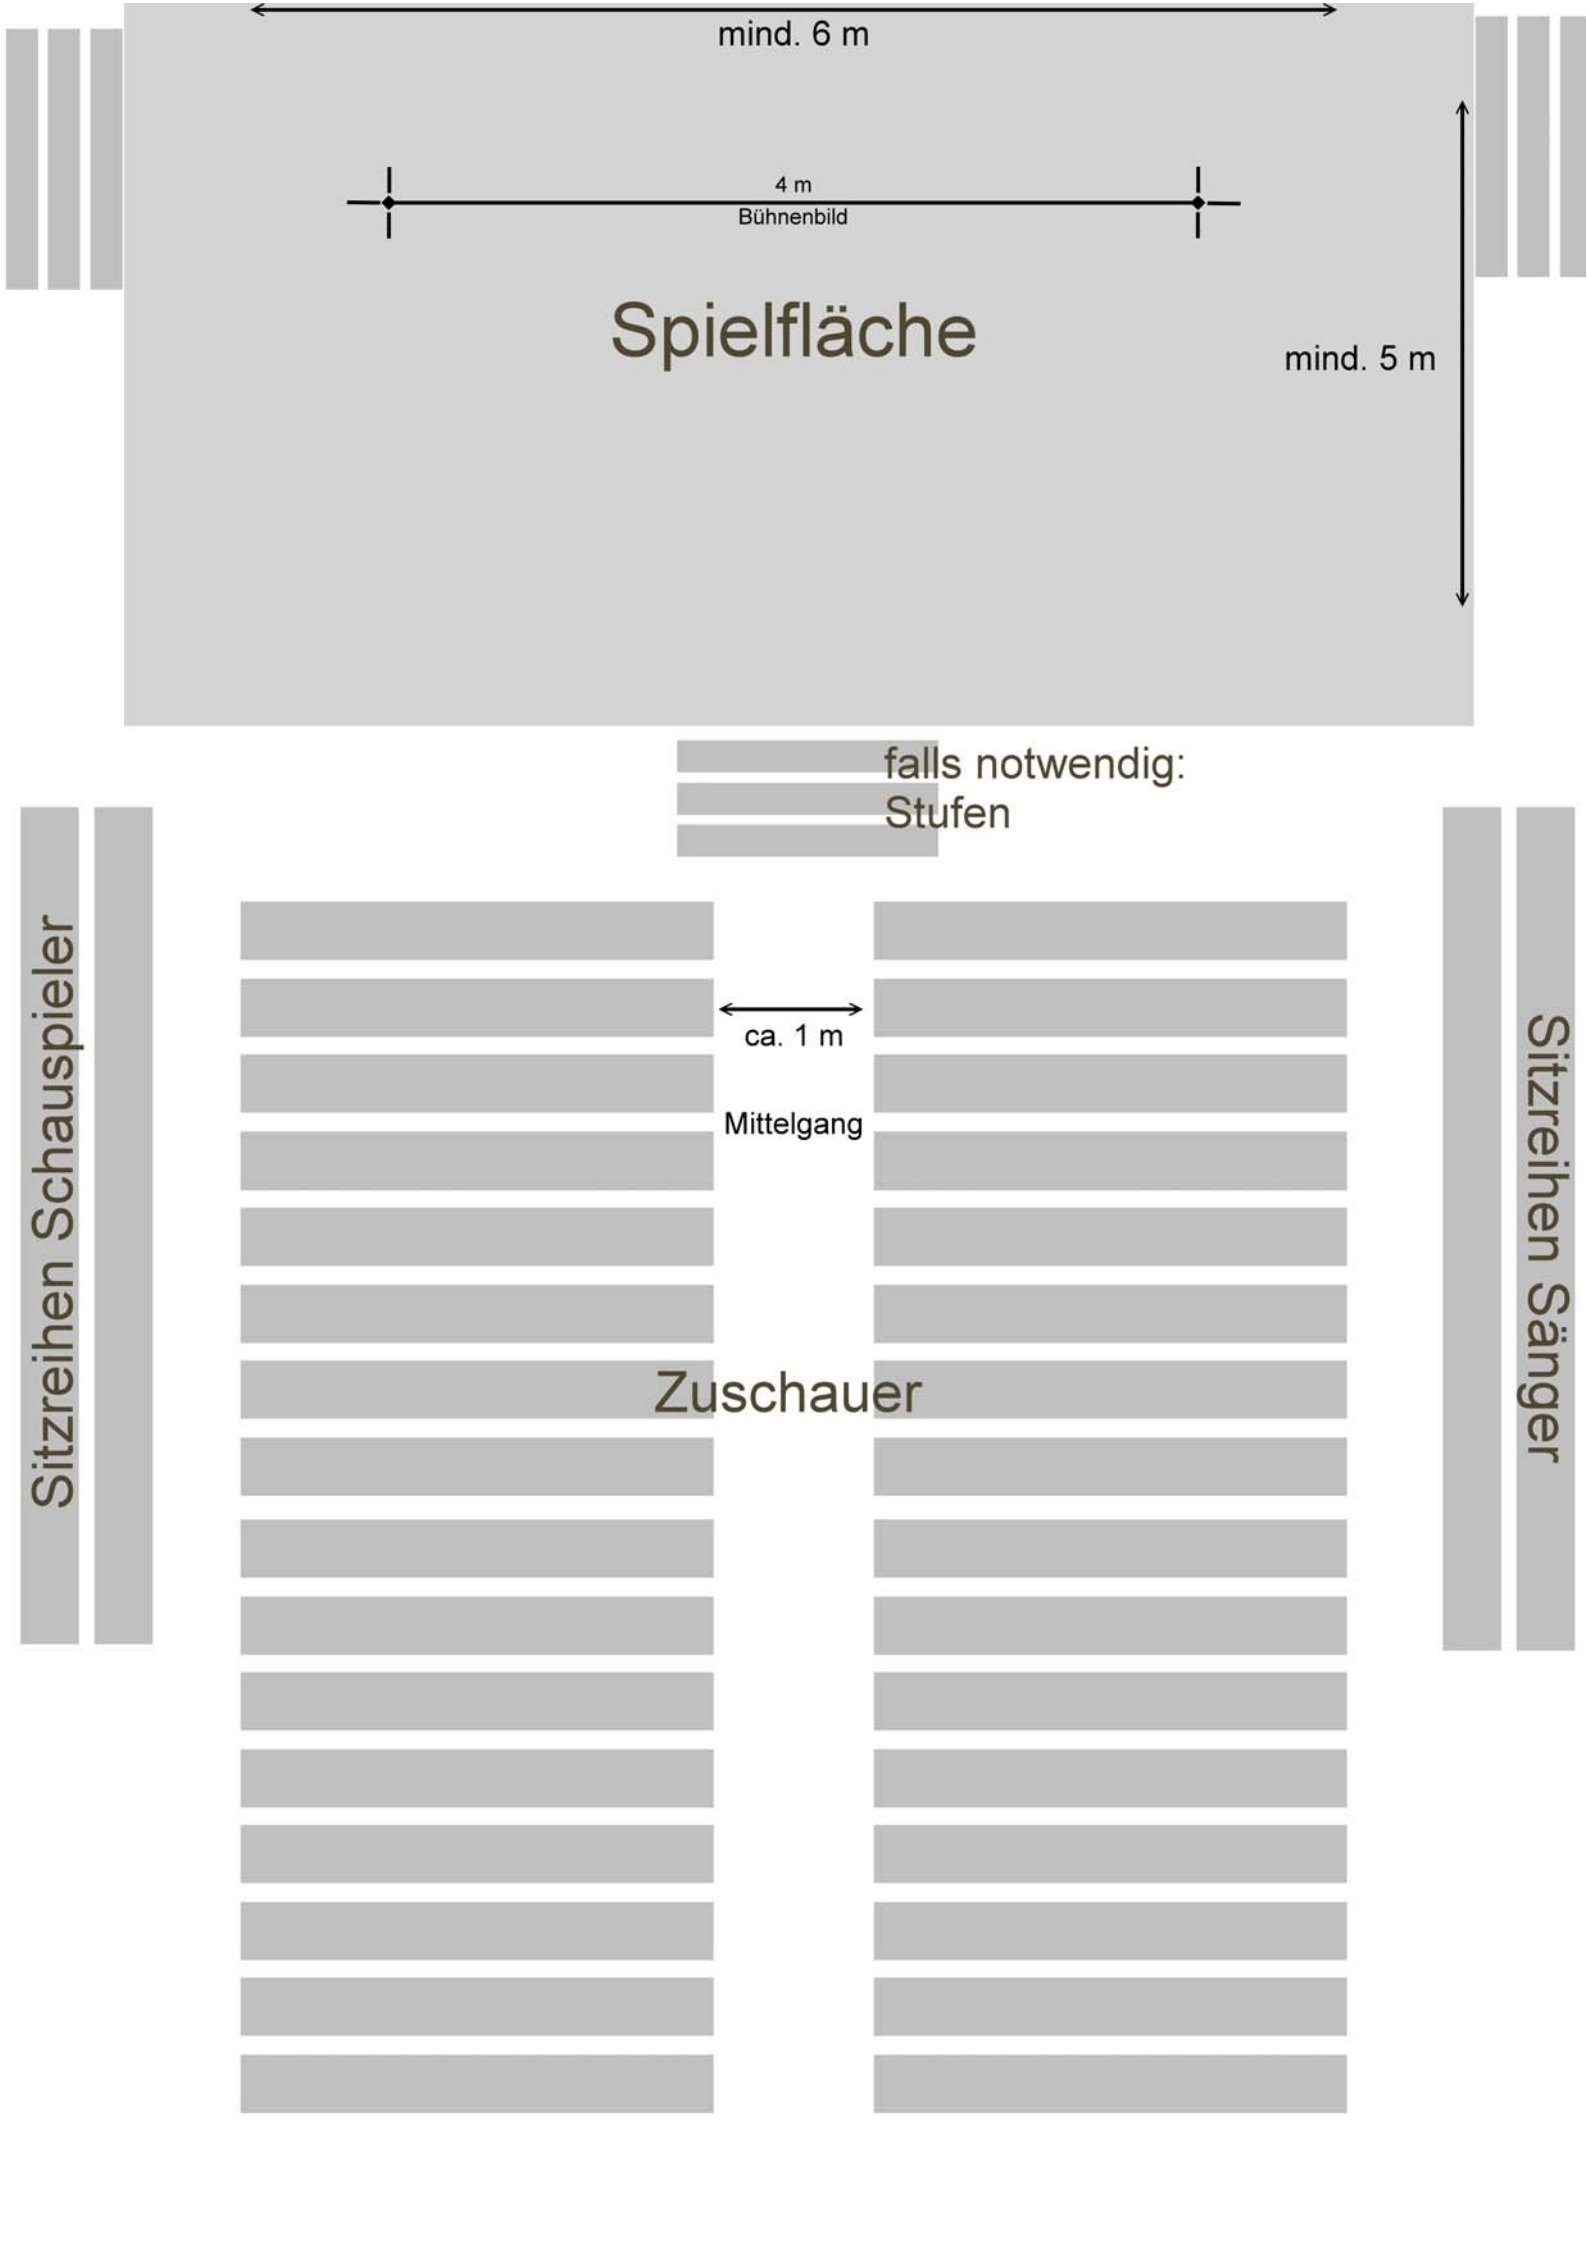 mind. 6 m
4 m
Bühnenbild
Spielfläche
mind. 5 m
falls notwendig:
Stufen
Sitzreihen Schauspieler
ca. 1 m
Mittelgang
Sitzreihen Sänger
Zuschauer